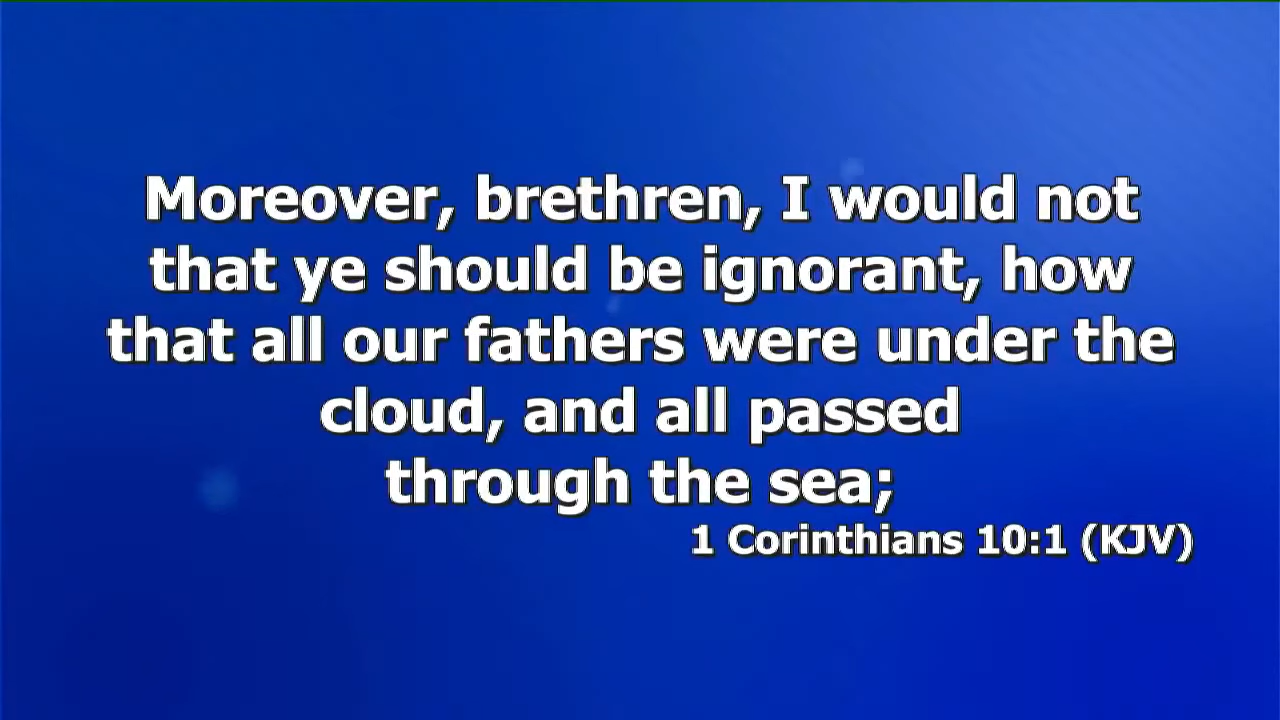 Moreover, brethren, I would not
that ye should be ignorant, how
that all our fathers were under the
cloud, and all passed
through the sea;
1 Corinthians 10:1 (KJV)